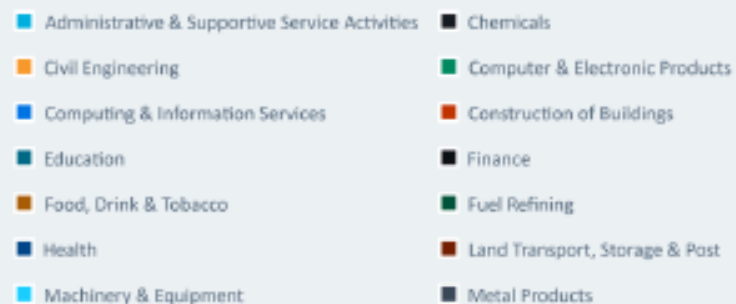 Administrative & Supportive Service Activities
Chemicals
Civil Engineering
Computer & Electronic Products
Computing & Information Services
Construction of Buildings
Education
Finance
Food, Drink & Tobacco
Fuel Refining
Health
Land Transport, Storage & Post
Machinery & Equipment
Metal Products